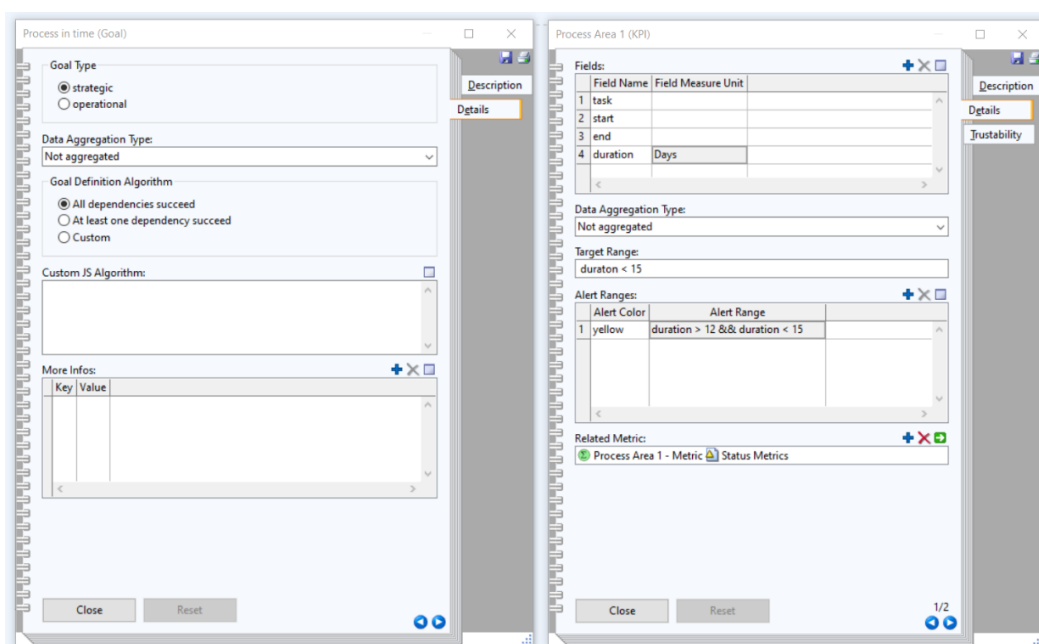 Process in time (Goal)
Goal Type
strategic
operational
Data Aggregation Type:
Not aggregated
Goal Definition Algorithm
All dependencies succeed
At least one dependency succeed
Custom
Custom JS Algorithm:
More Infos:
Key Value
Close Reset
Description
Details
Process Area 1 (KPI)
Fields:
Field Name Field Measure Unit
1 task
2 start
3 end
4 duration Days
Data Aggregation Type:
Not aggregated
Target Range:
duraton < 15
Alert Ranges:
Alert Color Alert Range
1 yellow duration > 12 && duration < 15
Related Metric:
Process Area 1 - Metric Status Metrics
Close Reset
1/2
Description
Details
Trustability